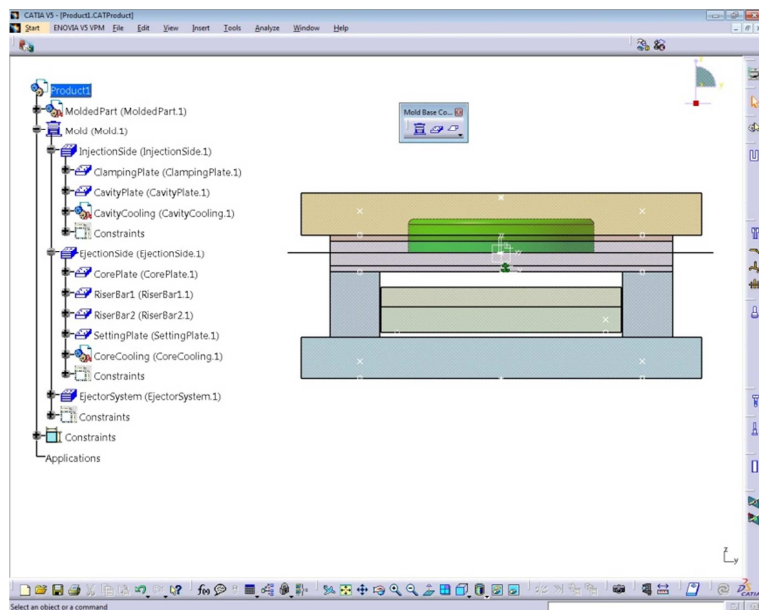 CATIA V5 - [Product1.CATProduct]
Start ENOVIA V5 VPM File Edit View Insert Tools Analyze Window Help
Product1
MoldedPart (MoldedPart.1)
Mold (Mold.1)
InjectionSide (InjectionSide.1)
ClampingPlate (ClampingPlate.1)
CavityPlate (CavityPlate.1)
CavityCooling (CavityCooling.1)
Constraints
EjectionSide (EjectionSide.1)
CorePlate (CorePlate.1)
RiserBar1 (RiserBar1.1)
RiserBar2 (RiserBar2.1)
SettingPlate (SettingPlate.1)
CoreCooling (CoreCooling.1)
Constraints
EjectorSystem (EjectorSystem.1)
Constraints
Constraints
Applications
Mold Base Co...
z
y
f(x)
CATIA
Select an object or a command